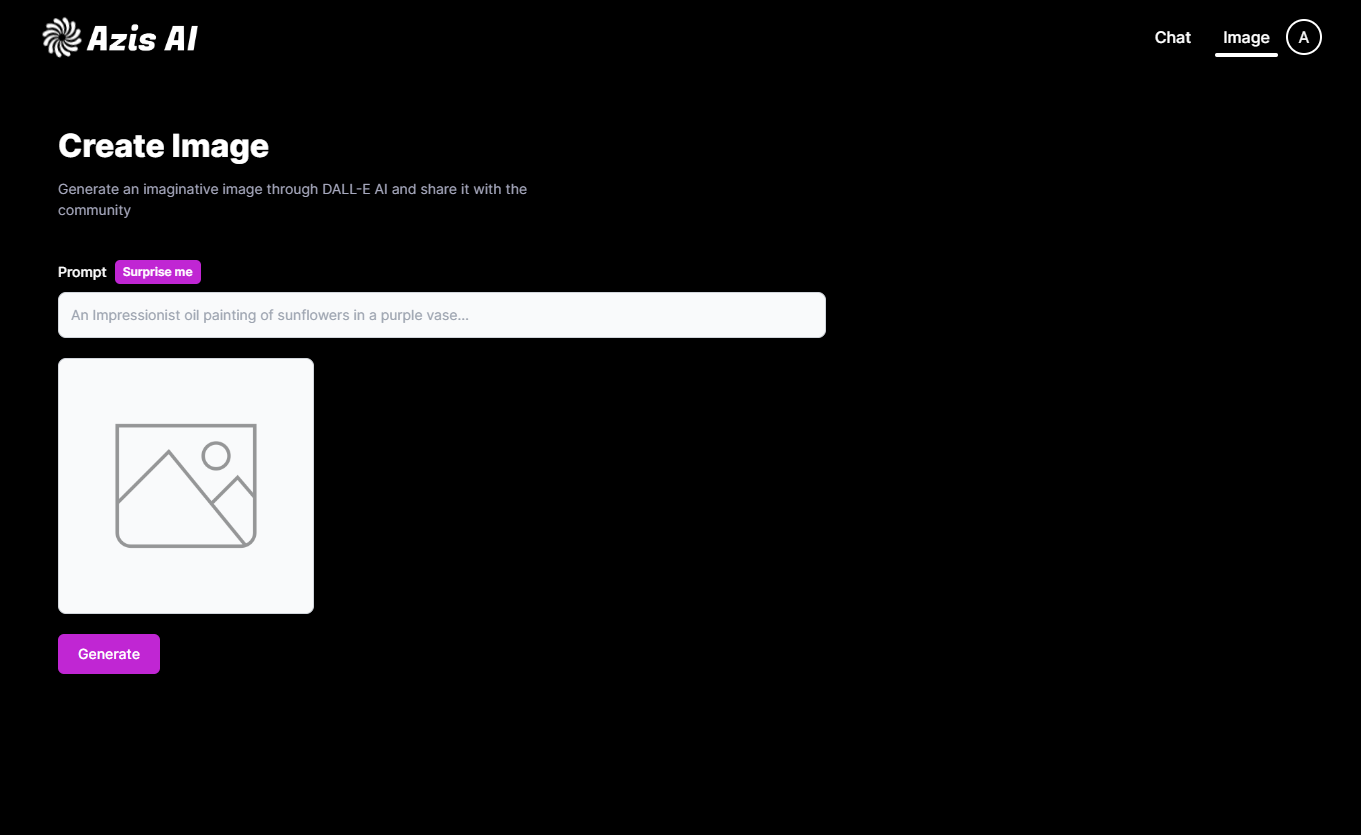 Azis AI
Chat
Image
A
Create Image
Generate an imaginative image through DALL-E AI and share it with the
community
Prompt
Surprise me
An Impressionist oil painting of sunflowers in a purple vase...
Generate